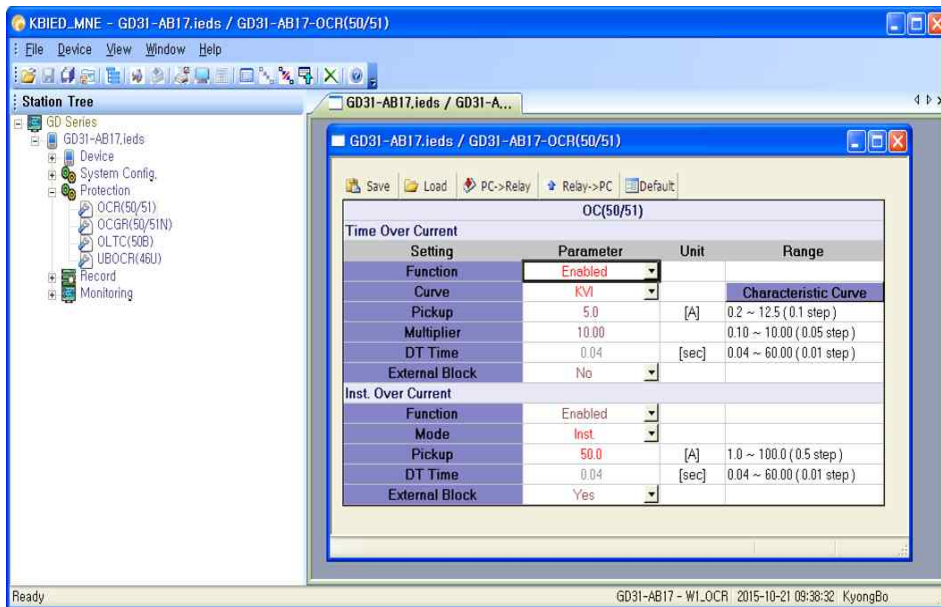 KBIED_MNE - GD31-AB17.ieds / GD31-AB17-OCR(50/51)
File Device View Window Help
Station Tree
GD Series
GD31-AB17.ieds
Device
System Config.
Protection
OCR(50/51)
OCGR(50/51N)
OLTC(50B)
UBOCR(46U)
Record
Monitoring
GD31-AB17.ieds / GD31-A...
GD31-AB17.ieds / GD31-AB17-OCR(50/51)
Save Load PC->Relay Relay->PC Default
OC(50/51)
Time Over Current
Setting Parameter Unit Range
Function Enabled
Curve KVI Characteristic Curve
Pickup 5.0 [A] 0.2 ~ 12.5 ( 0.1 step )
Multiplier 10.00 0.10 ~ 10.00 ( 0.05 step )
DT Time 0.04 [sec] 0.04 ~ 60.00 ( 0.01 step )
External Block No
Inst. Over Current
Function Enabled
Mode Inst.
Pickup 50.0 [A] 1.0 ~ 100.0 ( 0.5 step )
DT Time 0.04 [sec] 0.04 ~ 60.00 ( 0.01 step )
External Block Yes
Ready GD31-AB17 - W1_OCR 2015-10-21 09:38:32 KyongBo